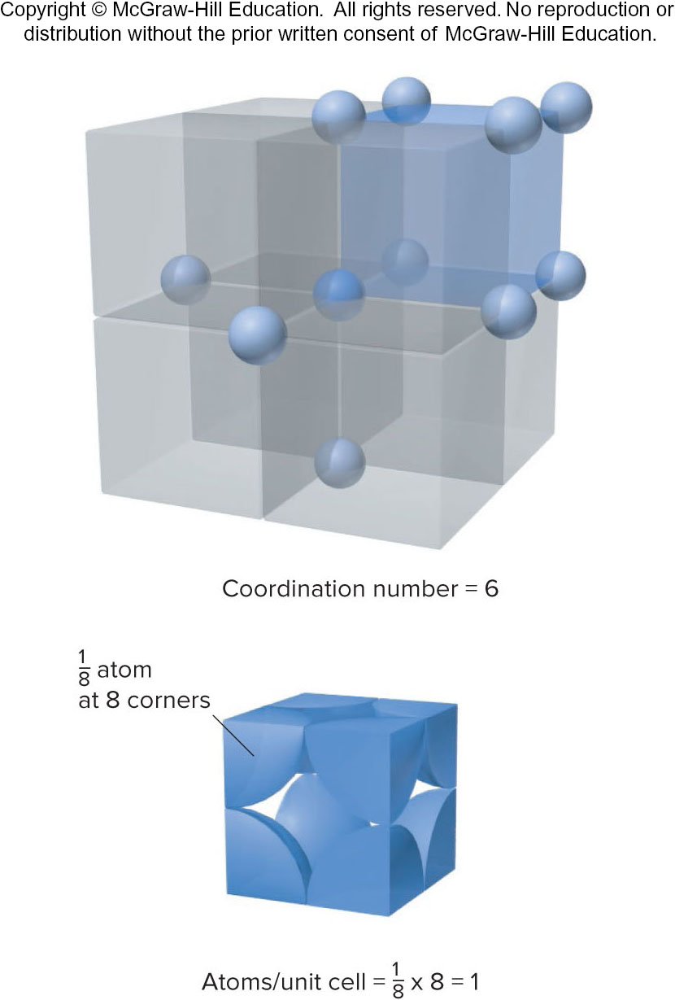 Copyright © McGraw-Hill Education.  All rights reserved. No reproduction or
distribution without the prior written consent of McGraw-Hill Education.
Coordination number = 6
1/8 atom
at 8 corners
Atoms/unit cell = 1/8 x 8 = 1